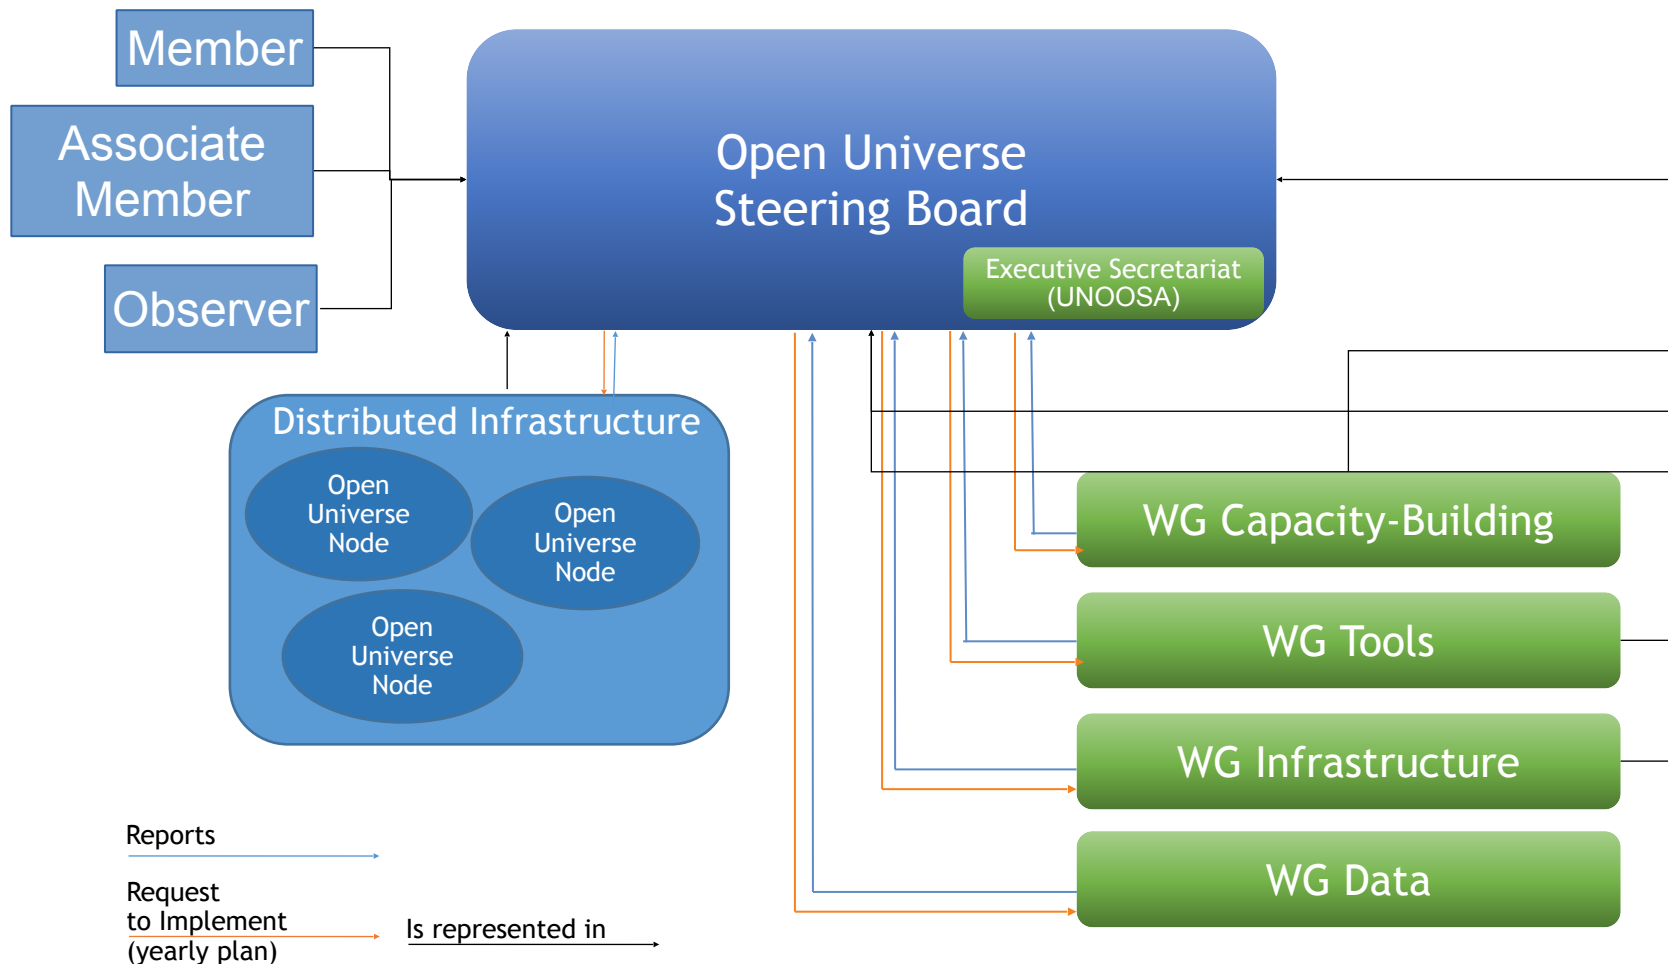 Member
Associate
Member
Observer
Open Universe
Steering Board
Executive Secretariat
(UNOOSA)
Distributed Infrastructure
Open
Universe
Node
Open
Universe
Node
Open
Universe
Node
WG Capacity-Building
WG Tools
WG Infrastructure
WG Data
Reports
Request
to Implement
(yearly plan)
Is represented in